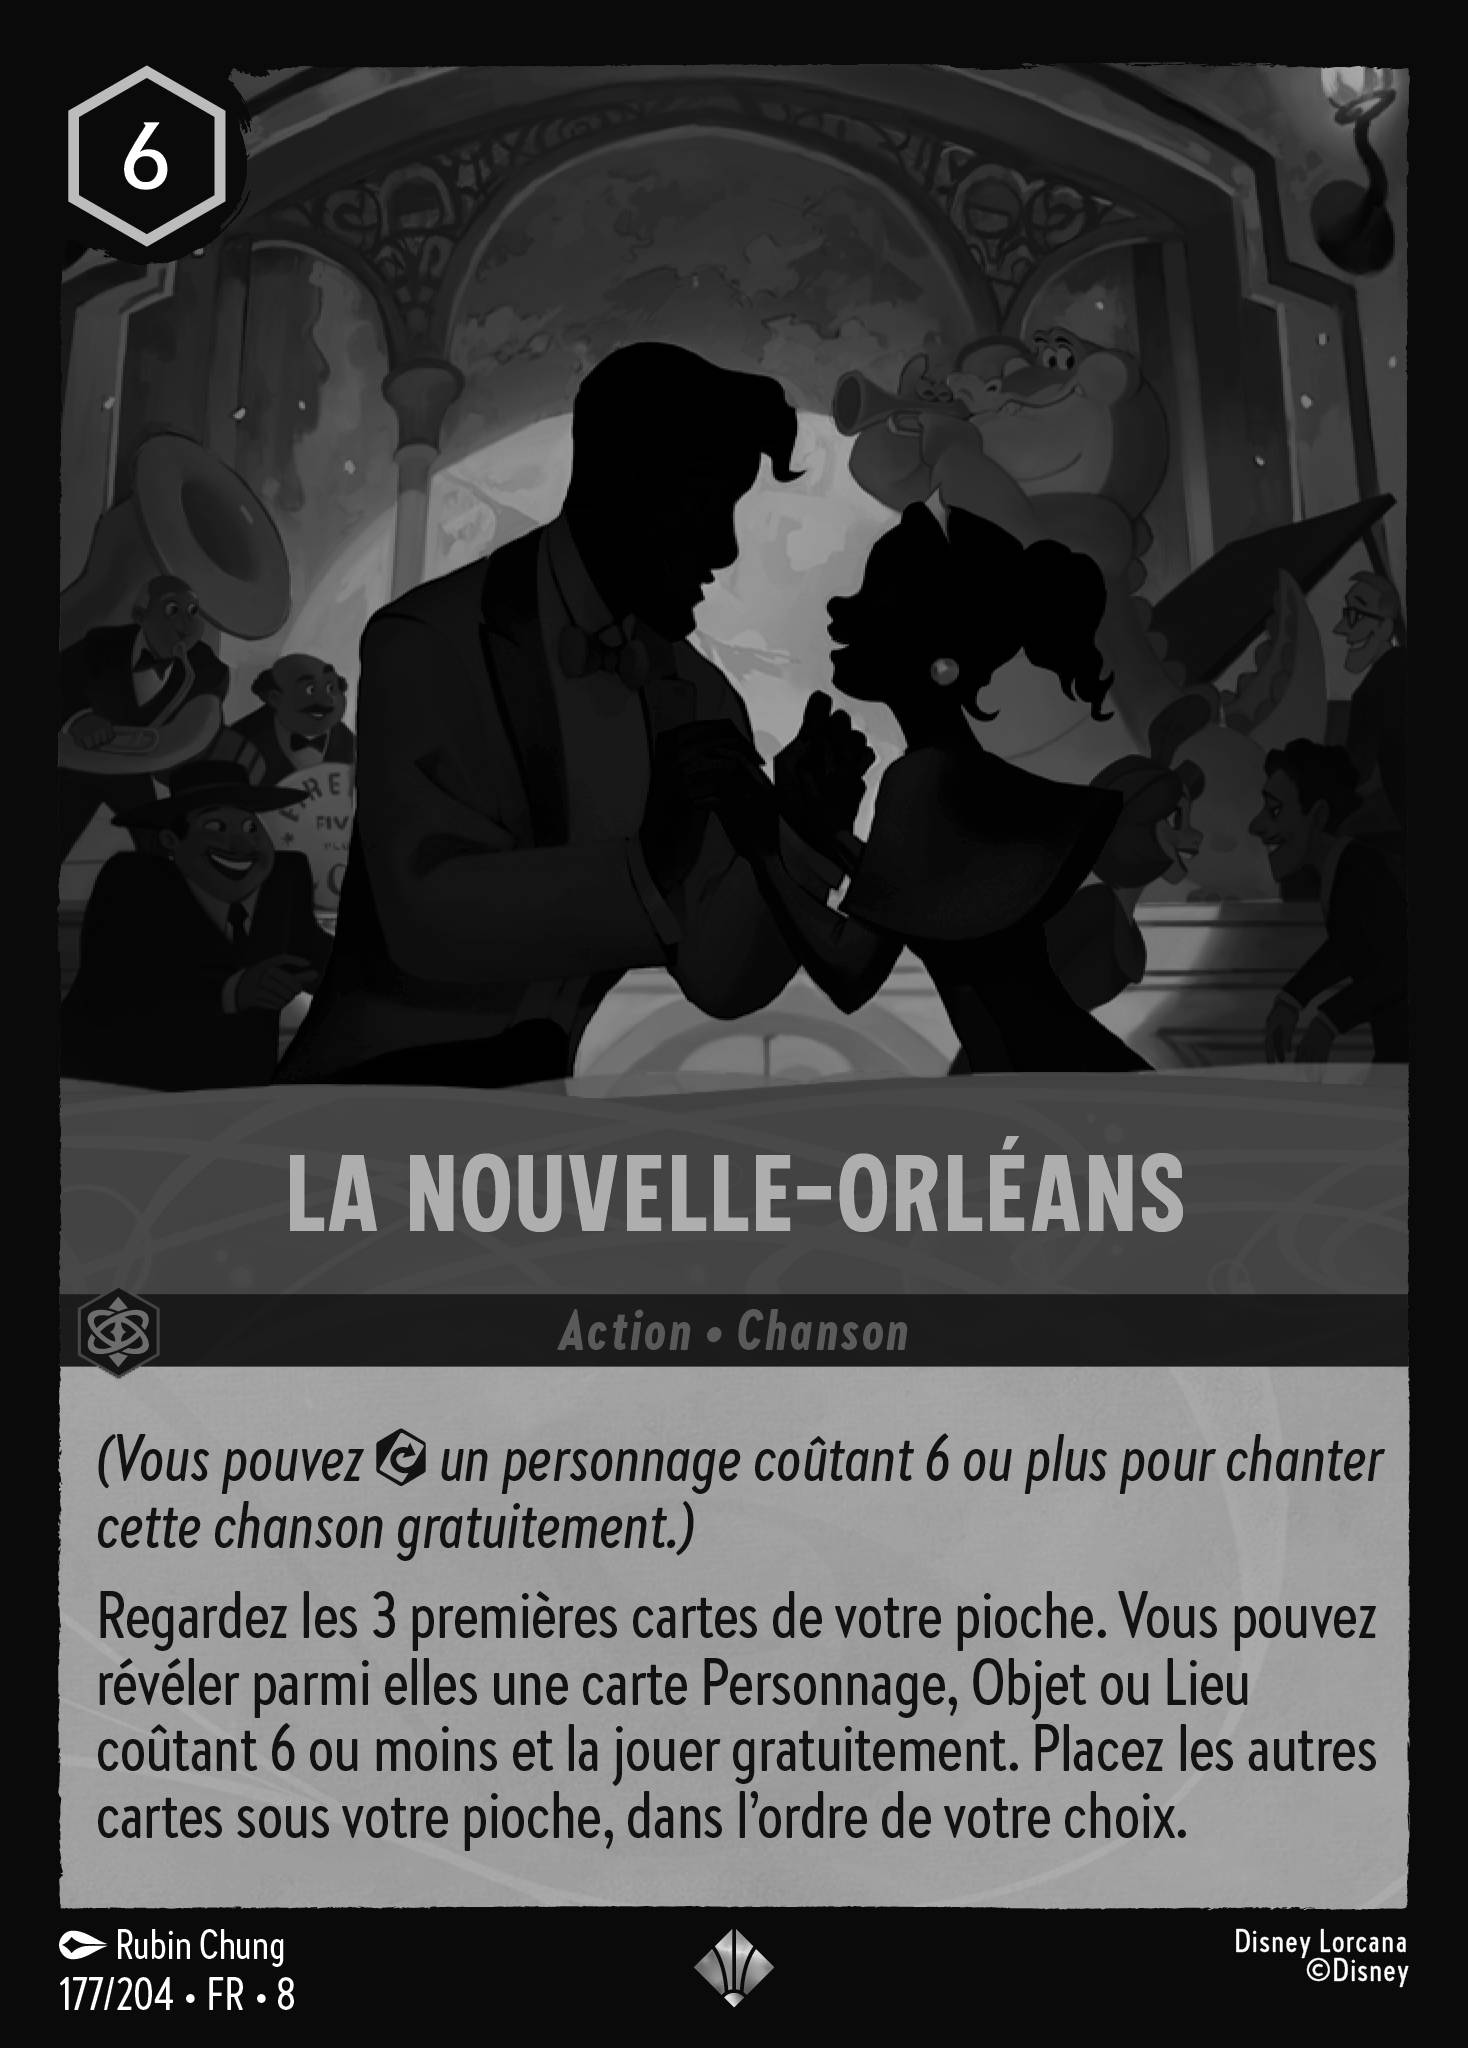 6
FIREF
FIV
LA NOUVELLE-ORLÉANS
Action • Chanson
(Vous pouvez un personnage coûtant 6 ou plus pour chanter
cette chanson gratuitement.)
Regardez les 3 premières cartes de votre pioche. Vous pouvez
révéler parmi elles une carte Personnage, Objet ou Lieu
coûtant 6 ou moins et la jouer gratuitement. Placez les autres
cartes sous votre pioche, dans l’ordre de votre choix.
Rubin Chung
177/204 • FR • 8
Disney Lorcana
©Disney